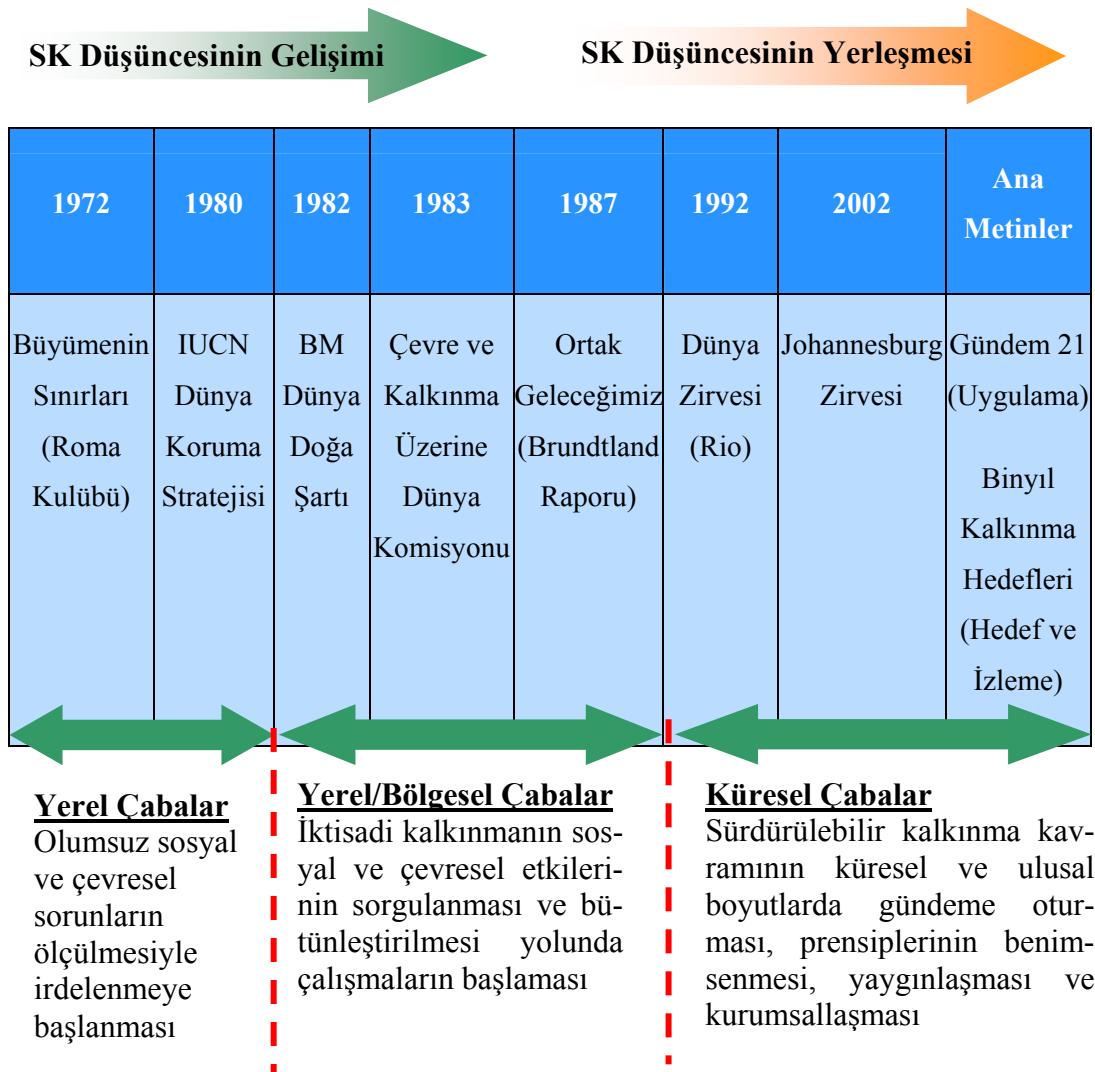 SK Düşüncesinin Gelişimi
SK Düşüncesinin Yerleşmesi
1972
1980
1982
1983
1987
1992
2002
Ana
Metinler
Büyümenin
Sınırları
(Roma
Kulübü)
IUCN
Dünya
Koruma
Stratejisi
BM
Dünya
Doğa
Şartı
Çevre ve
Kalkınma
Üzerine
Dünya
Komisyonu
Ortak
Geleceğimiz
(Brundtland
Raporu)
Dünya
Zirvesi
(Rio)
Johannesburg
Zirvesi
Gündem 21
(Uygulama)
Binyıl
Kalkınma
Hedefleri
(Hedef ve
İzleme)
Yerel Çabalar
Olumsuz sosyal
ve çevresel
sorunların
ölçülmesiyle
irdelenmeye
başlanması
Yerel/Bölgesel Çabalar
İktisadi kalkınmanın sos-
yal ve çevresel etkileri-
nin sorgulanması ve bü-
tünleştirilmesi yolunda
çalışmaların başlaması
Küresel Çabalar
Sürdürülebilir kalkınma kav-
ramının küresel ve ulusal
boyutlarda gündeme otur-
ması, prensiplerinin benim-
senmesi, yaygınlaşması ve
kurumsallaşması